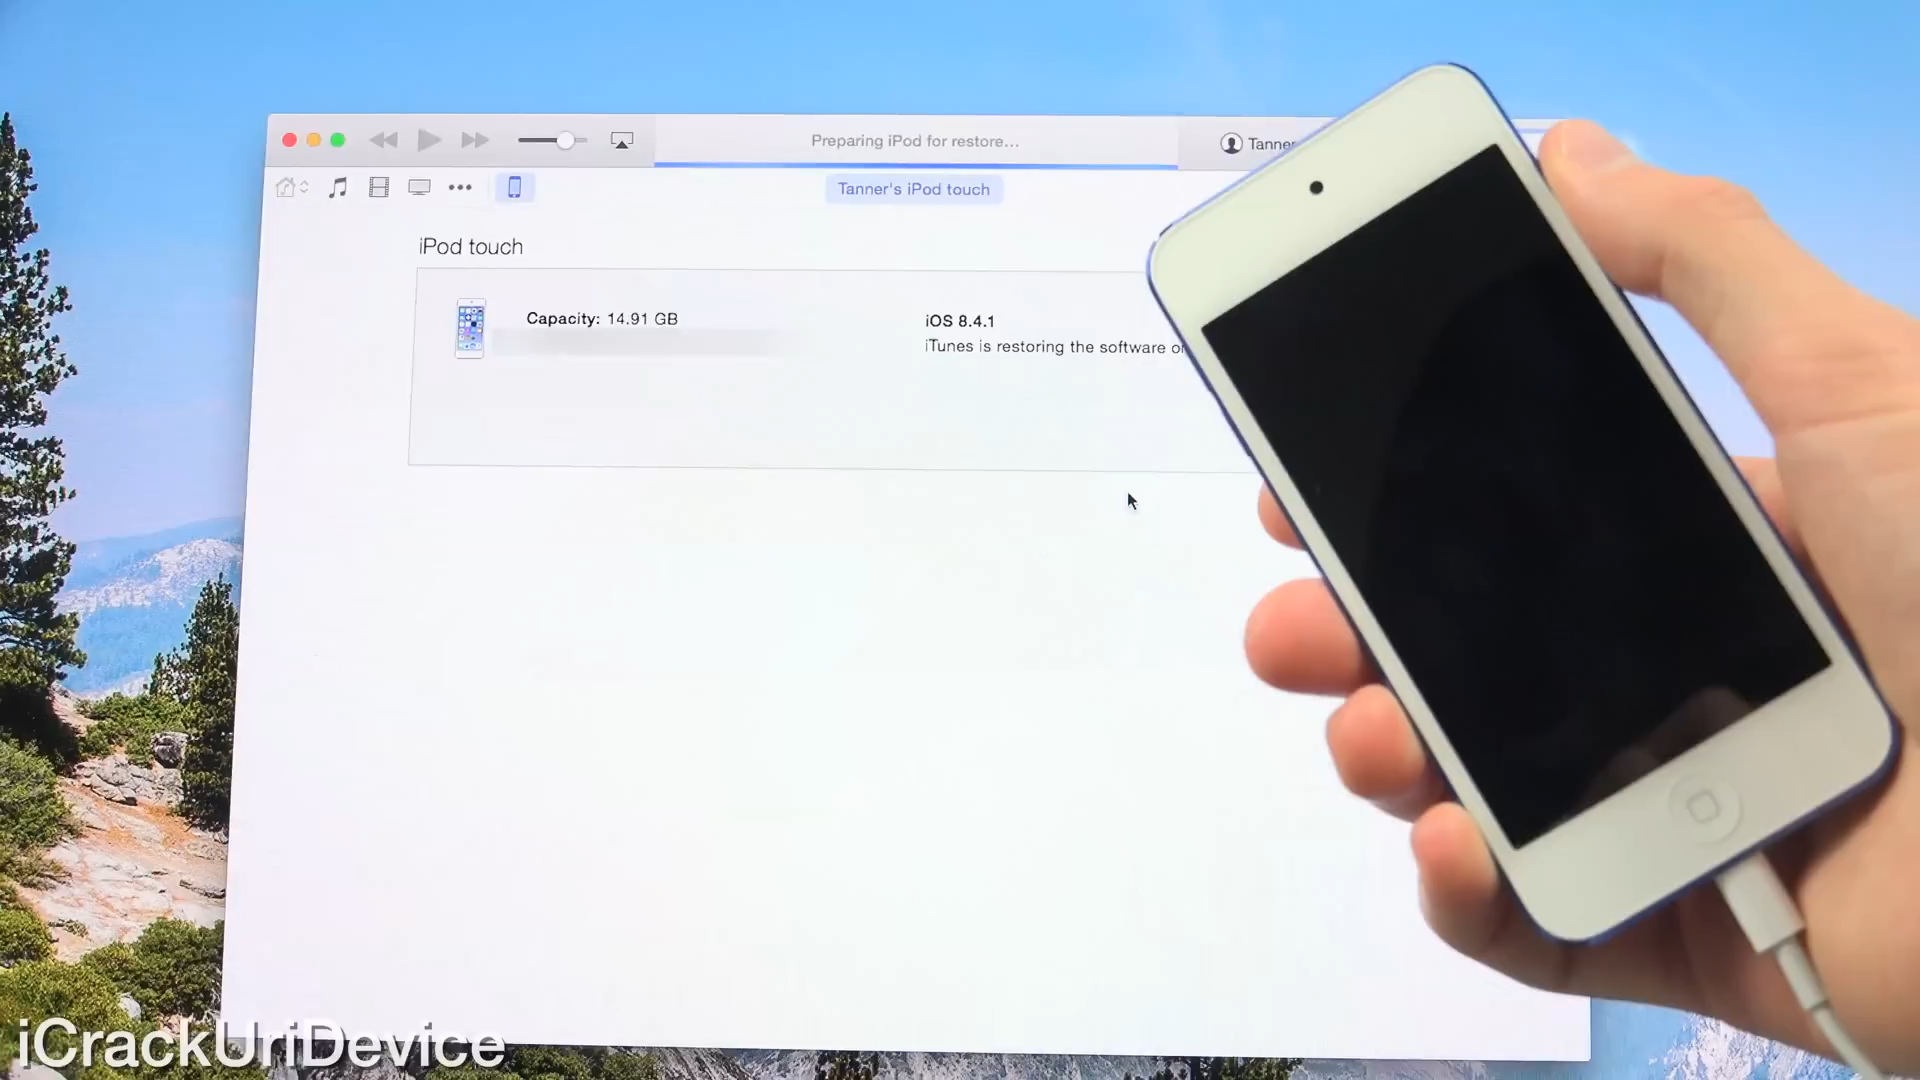 Preparing iPod for restore...
Tanner's iPod touch
iPod touch
Capacity: 14.91 GB
iOS 8.4.1
iTunes is restoring the software
iCrackUriDevice